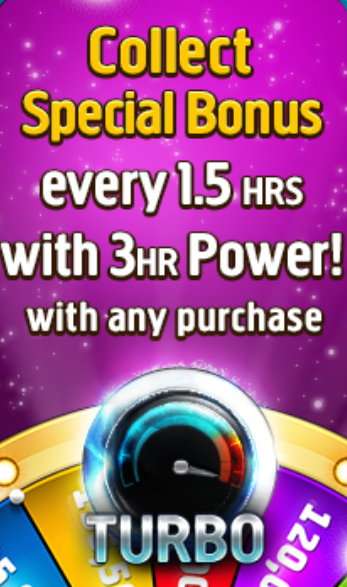 Collect
Special Bonus
every 1.5 HRS
with 3HR Power!
with any purchase
TURBO